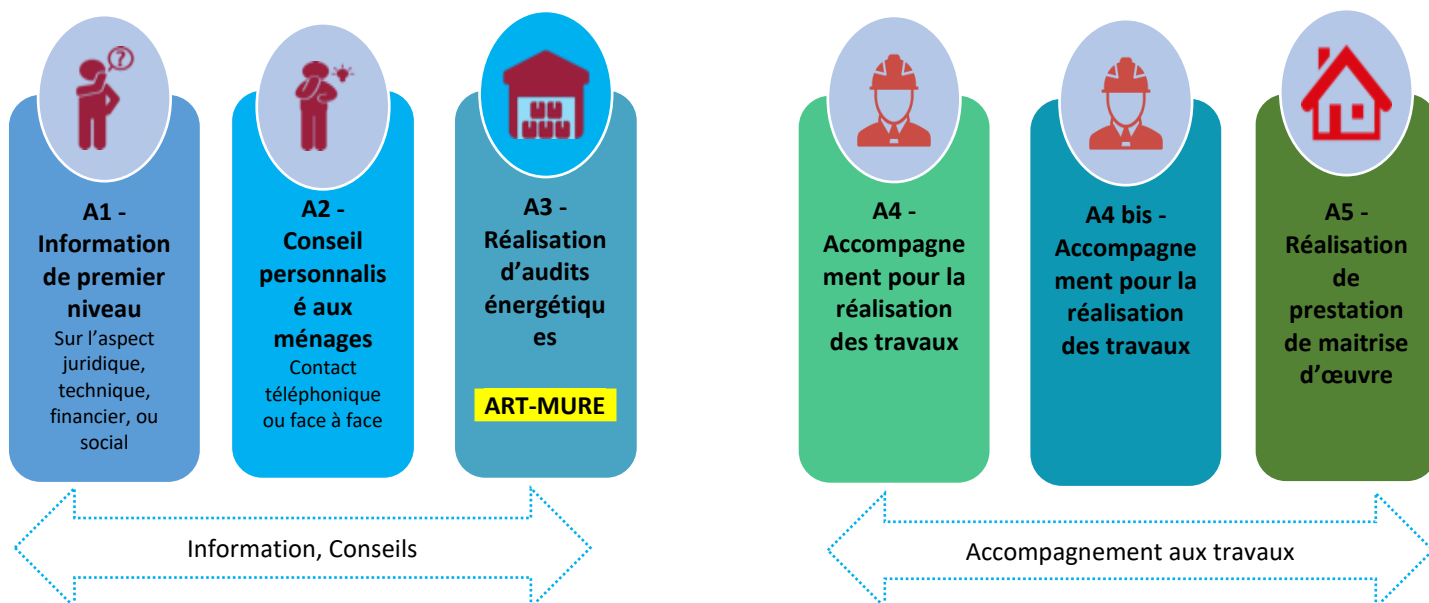 A1 -
Information
de premier
niveau
Sur l'aspect
juridique,
technique,
financier, ou
social
A2 -
Conseil
personnalis
é aux
ménages
Contact
téléphonique
ou face à face
A3 -
Réalisation
d'audits
énergétiqu
es
ART-MURE
A4 -
Accompagne
ment pour la
réalisation
des travaux
A4 bis -
Accompagne
ment pour la
réalisation
des travaux
A5 -
Réalisation
de
prestation
de maitrise
d'œuvre
Information, Conseils
Accompagnement aux travaux